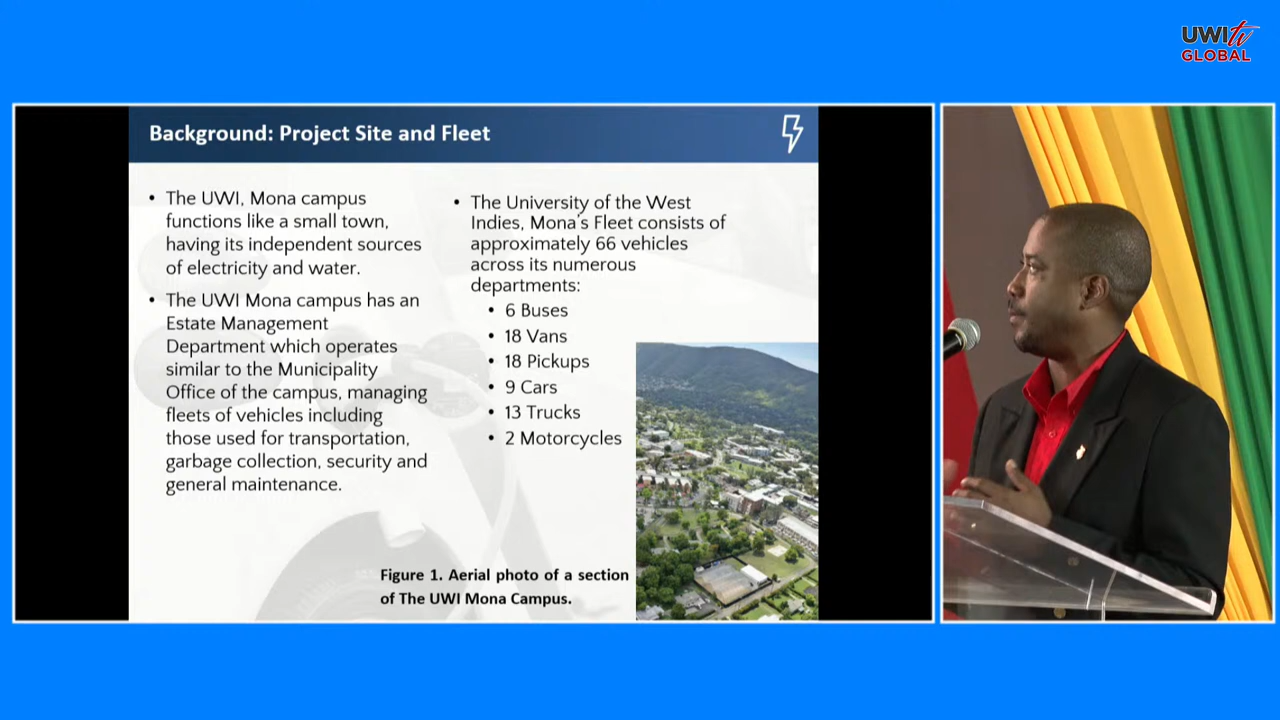 UWItv
GLOBAL
Background: Project Site and Fleet
• The UWI, Mona campus
functions like a small town,
having its independent sources
of electricity and water.
• The UWI Mona campus has an
Estate Management
Department which operates
similar to the Municipality
Office of the campus, managing
fleets of vehicles including
those used for transportation,
garbage collection, security and
general maintenance.
• The University of the West
Indies, Mona's Fleet consists of
approximately 66 vehicles
across its numerous
departments:
• 6 Buses
• 18 Vans
• 18 Pickups
• 9 Cars
• 13 Trucks
• 2 Motorcycles
Figure 1. Aerial photo of a section
of The UWI Mona Campus.